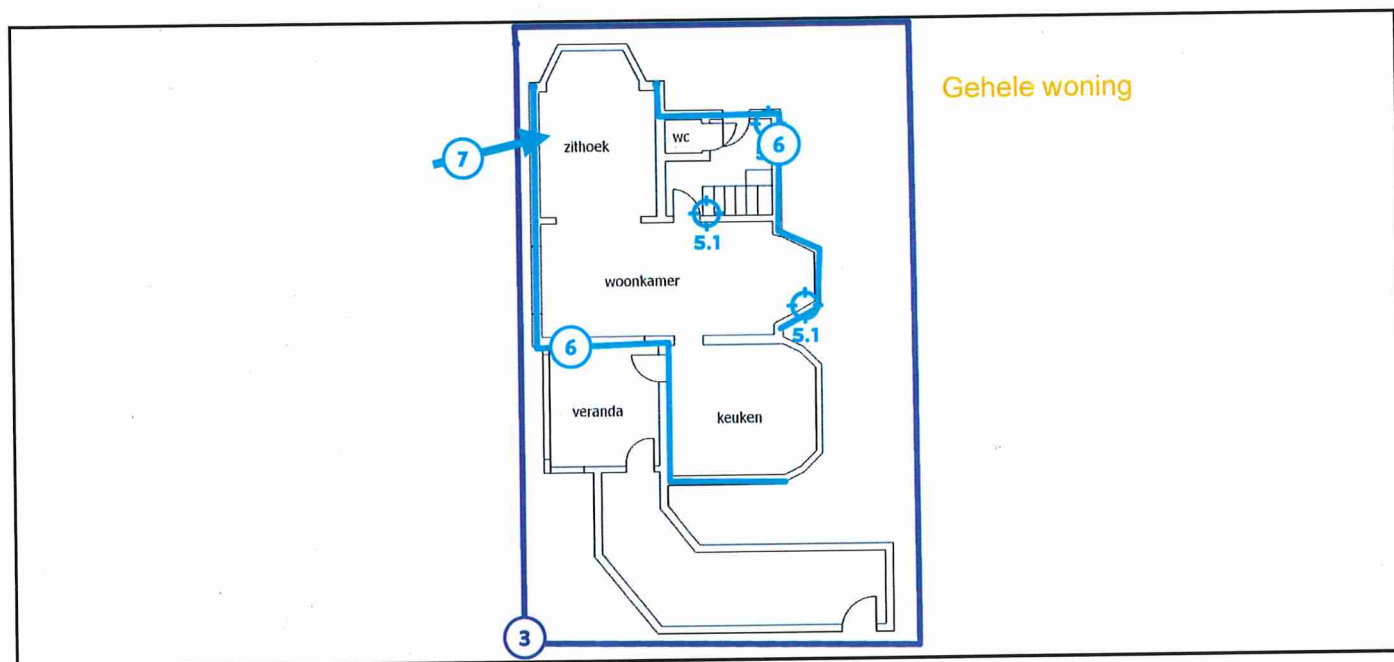 Gehele woning
zithoek
wc
7
6
5.1
woonkamer
5.1
6
veranda
keuken
3